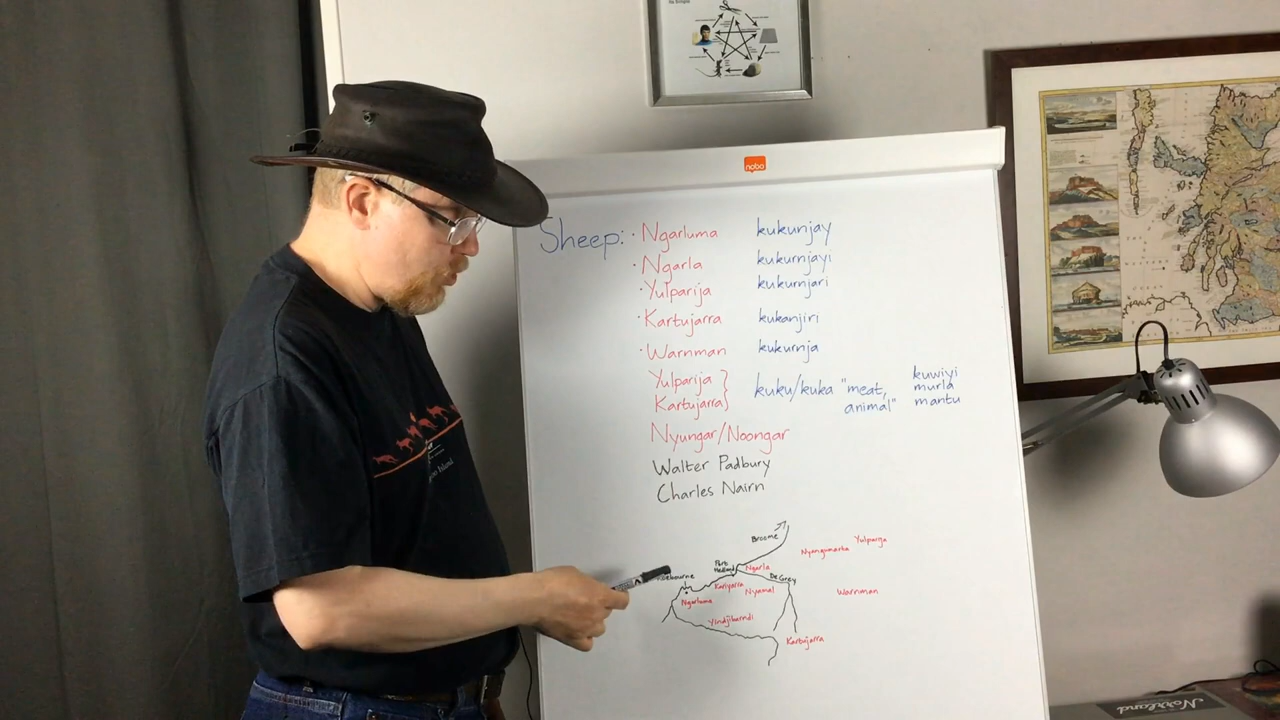 nobo
Sheep: · Ngarluma kukunjay
· Ngarla kukurnjayi
· Yulparija kukurnjari
· Kartujarra kukanjiri
· Warnman kukurnja
Yulparija } kuku/kuka "meat, kuwiyi
Kartujarra animal" murla
mantu
Nyungar/Noongar
Walter Padbury
Charles Nairn
Broome
Nyangumarta Yulparija
Port Hedland Ngarla
De Grey
Kariyarra
Nyamal Warnman
Ngarluma
Yindjibarndi
Kartujarra
Island